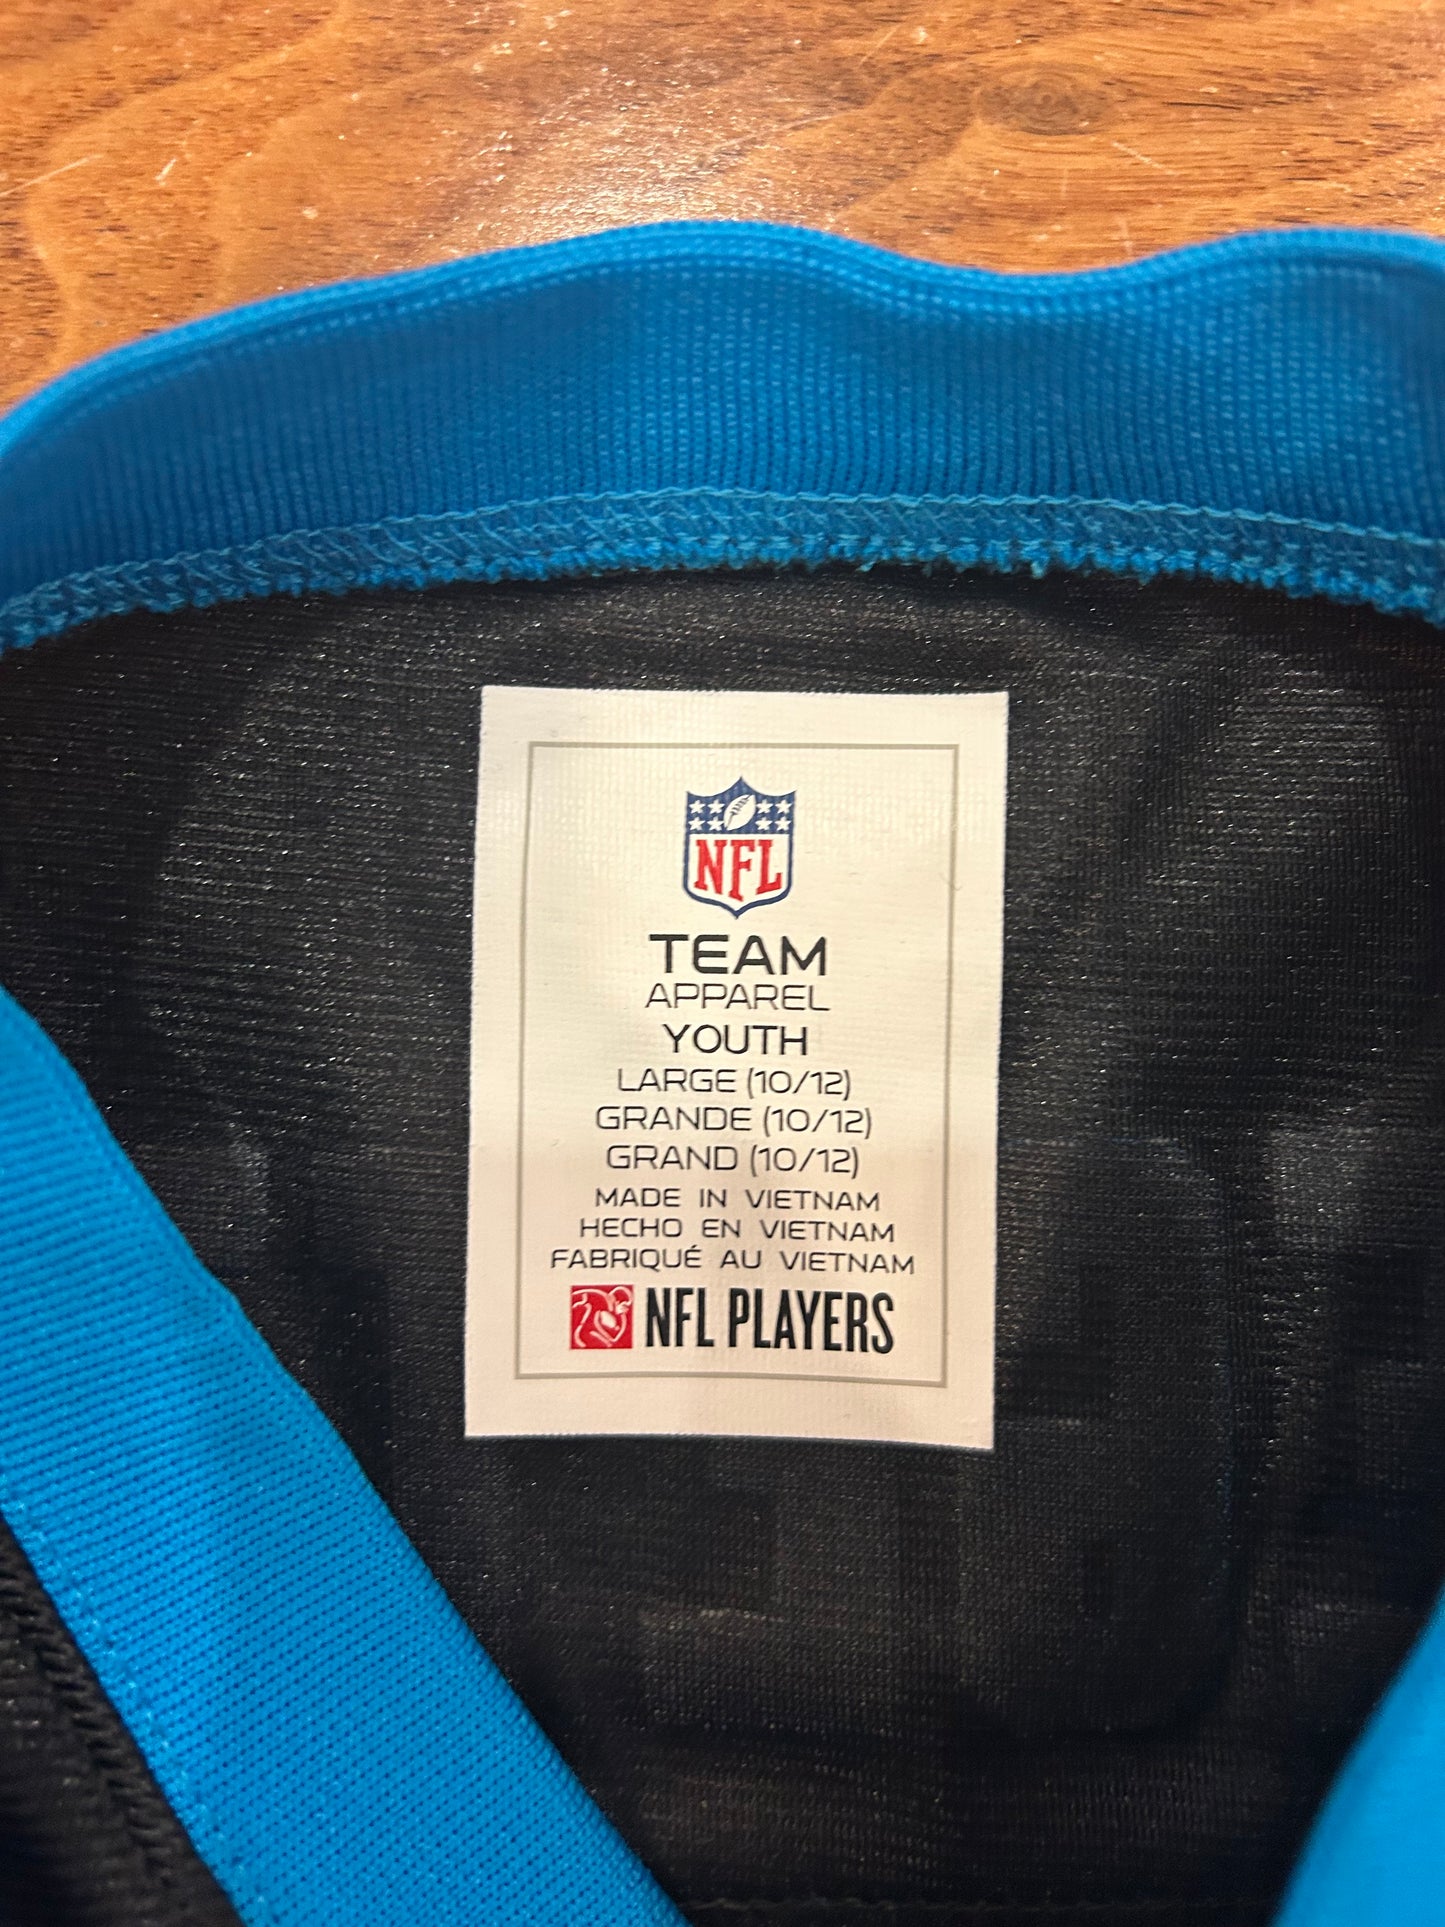 NFL
TEAM
APPAREL
YOUTH
LARGE (10/12)
GRANDE (10/12)
GRAND (10/12)
MADE IN VIETNAM
HECHO EN VIETNAM
FABRIQUÉ AU VIETNAM
NFL PLAYERS